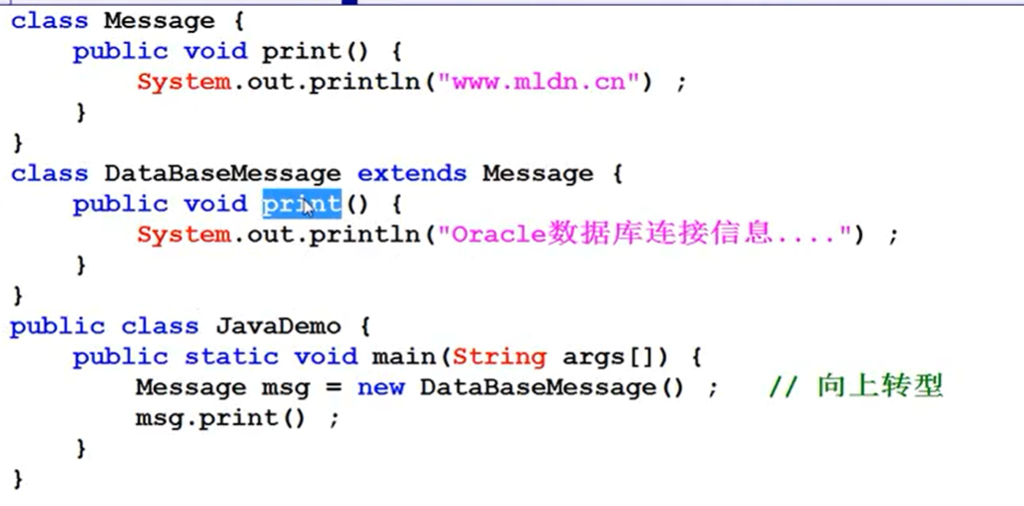 class Message {
    public void print() {
        System.out.println("www.mldn.cn") ;
    }
}
class DataBaseMessage extends Message {
    public void print() {
        System.out.println("Oracle数据库连接信息....") ;
    }
}
public class JavaDemo {
    public static void main(String args[]) {
        Message msg = new DataBaseMessage() ;   // 向上转型
        msg.print() ;
    }
}